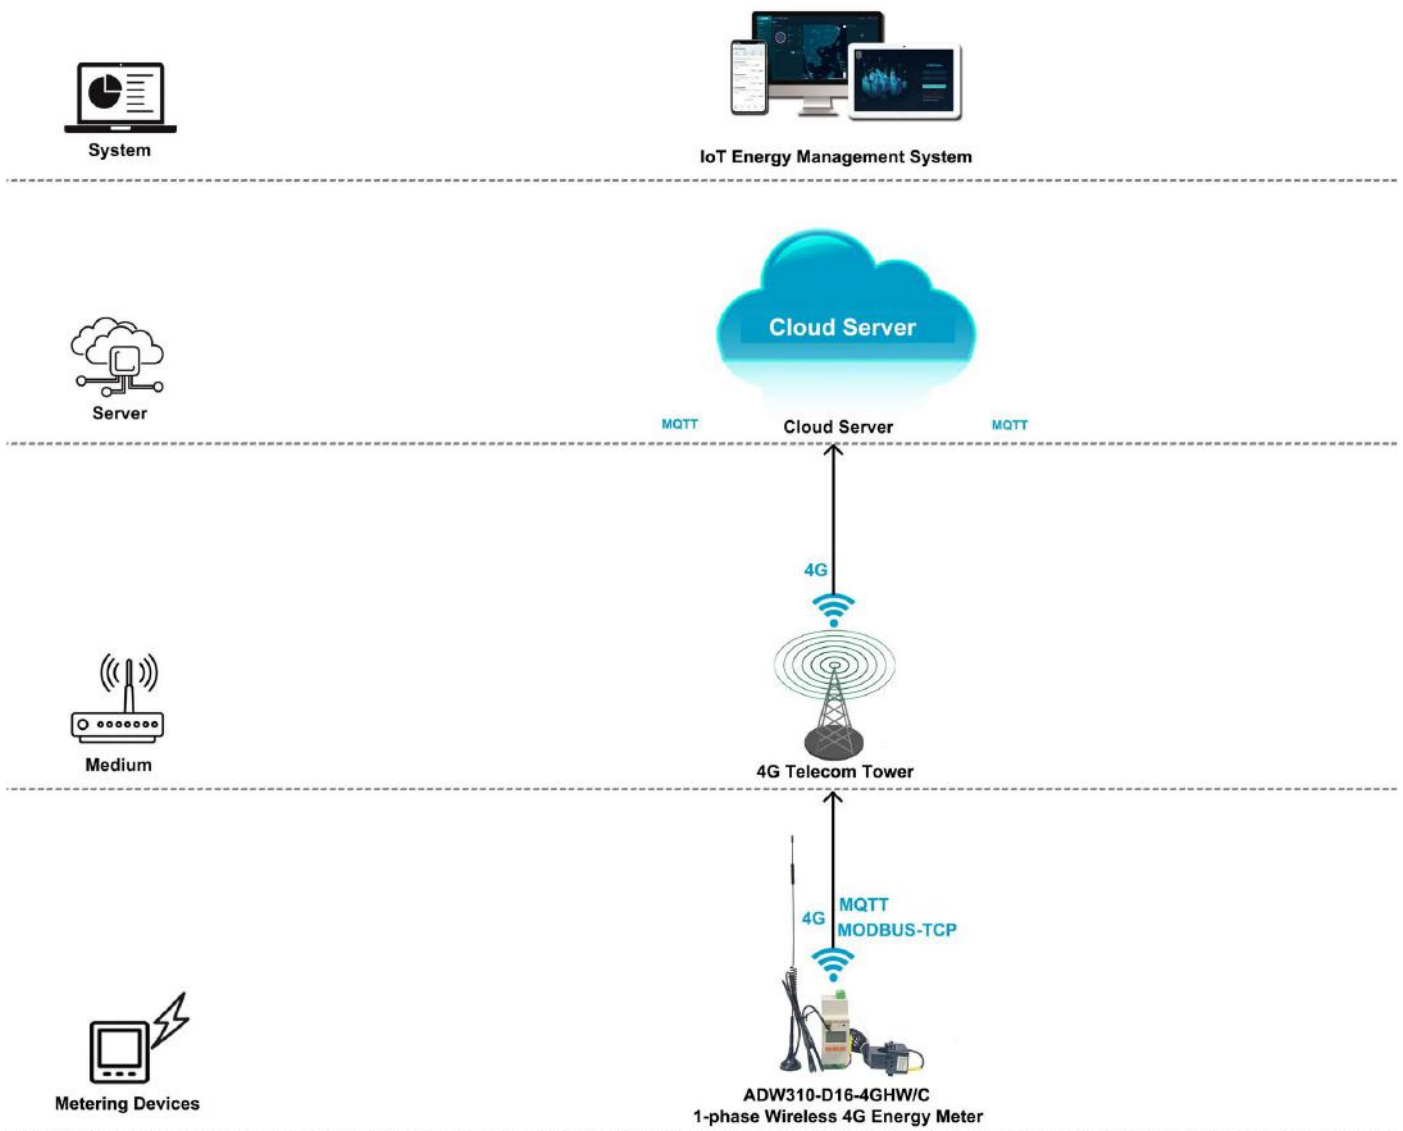 System
IoT Energy Management System
Cloud Server
Server
MQTT
Cloud Server
MQTT
4G
Medium
4G Telecom Tower
4G
MQTT
MODBUS-TCP
Metering Devices
ADW310-D16-4GHW/C
1-phase Wireless 4G Energy Meter